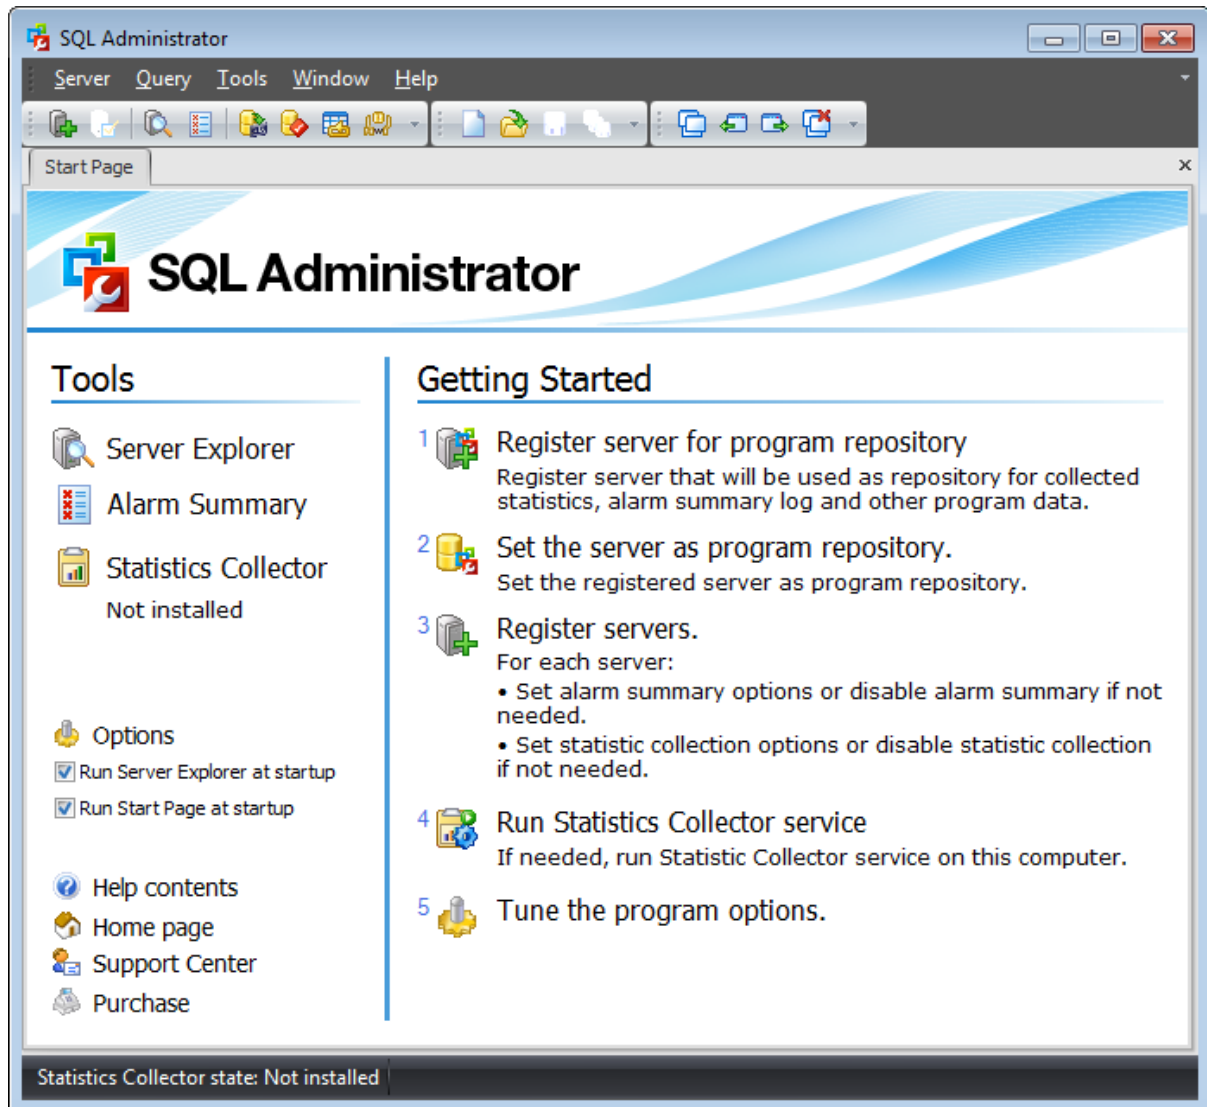 SQL Administrator
Server Query Tools Window Help
Start Page
SQL Administrator
Tools
Server Explorer
Alarm Summary
Statistics Collector
Not installed
Options
Run Server Explorer at startup
Run Start Page at startup
Help contents
Home page
Support Center
Purchase
Getting Started
1 Register server for program repository
Register server that will be used as repository for collected
statistics, alarm summary log and other program data.
2 Set the server as program repository.
Set the registered server as program repository.
3 Register servers.
For each server:
• Set alarm summary options or disable alarm summary if not
needed.
• Set statistic collection options or disable statistic collection
if not needed.
4 Run Statistics Collector service
If needed, run Statistic Collector service on this computer.
5 Tune the program options.
Statistics Collector state: Not installed